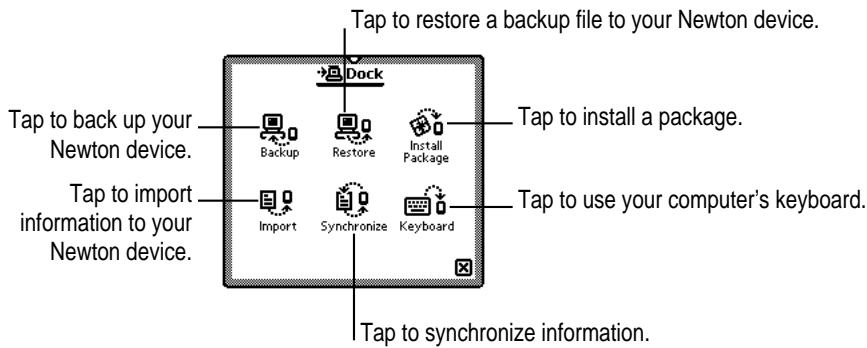 Tap to restore a backup file to your Newton device.
Dock
Tap to back up your
Newton device.
Backup
Restore
Install
Package
Tap to install a package.
Tap to import
information to your
Newton device.
Import
Synchronize
Keyboard
Tap to use your computer’s keyboard.
Tap to synchronize information.